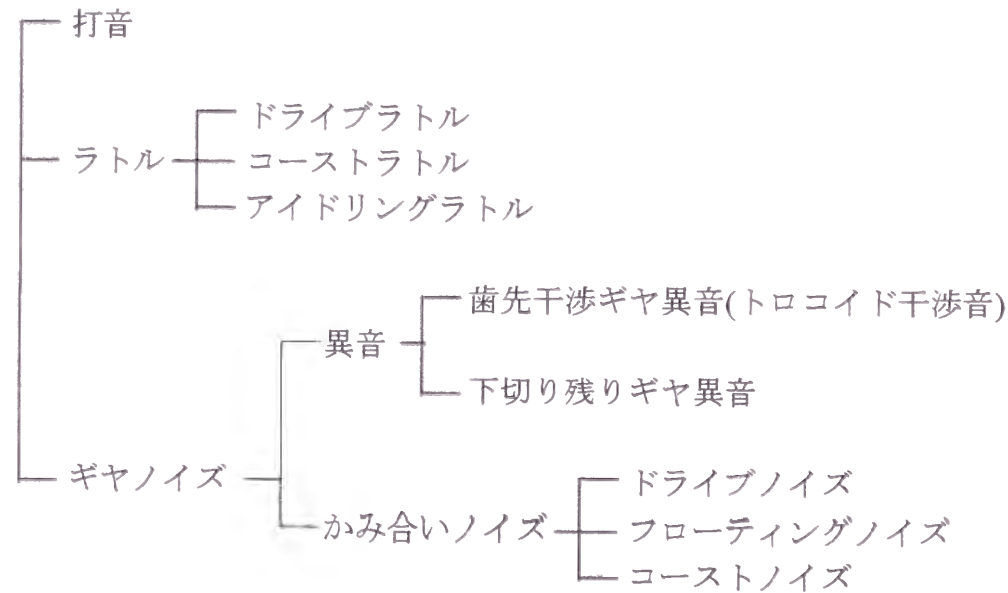 打音
ラトル
ドライブラトル
コーストラトル
アイドリングラトル
ギヤノイズ
異音
歯先干渉ギヤ異音(トロコイド干渉音)
下切り残りギヤ異音
かみ合いノイズ
ドライブノイズ
フローティングノイズ
コーストノイズ